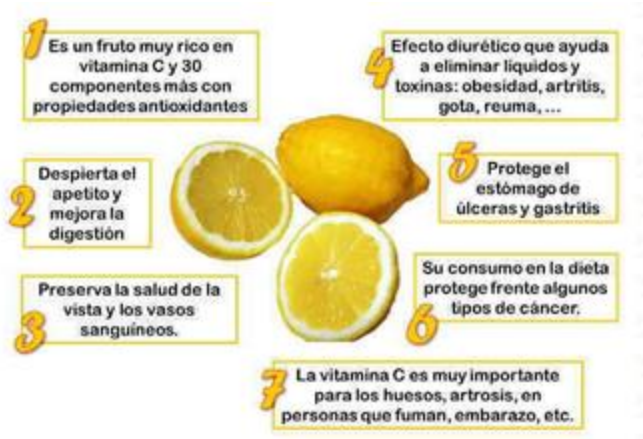 1
Es un fruto muy rico en
vitamina C y 30
componentes más con
propiedades antioxidantes
2
Despierta el
apetito y
mejora la
digestión
3
Preserva la salud de la
vista y los vasos
sanguíneos.
4
Efecto diurético que ayuda
a eliminar líquidos y
toxinas: obesidad, artritis,
gota, reuma, ...
5
Protege el
estómago de
úlceras y gastritis
6
Su consumo en la dieta
protege frente algunos
tipos de cáncer.
7
La vitamina C es muy importante
para los huesos, artrosis, en
personas que fuman, embarazo, etc.